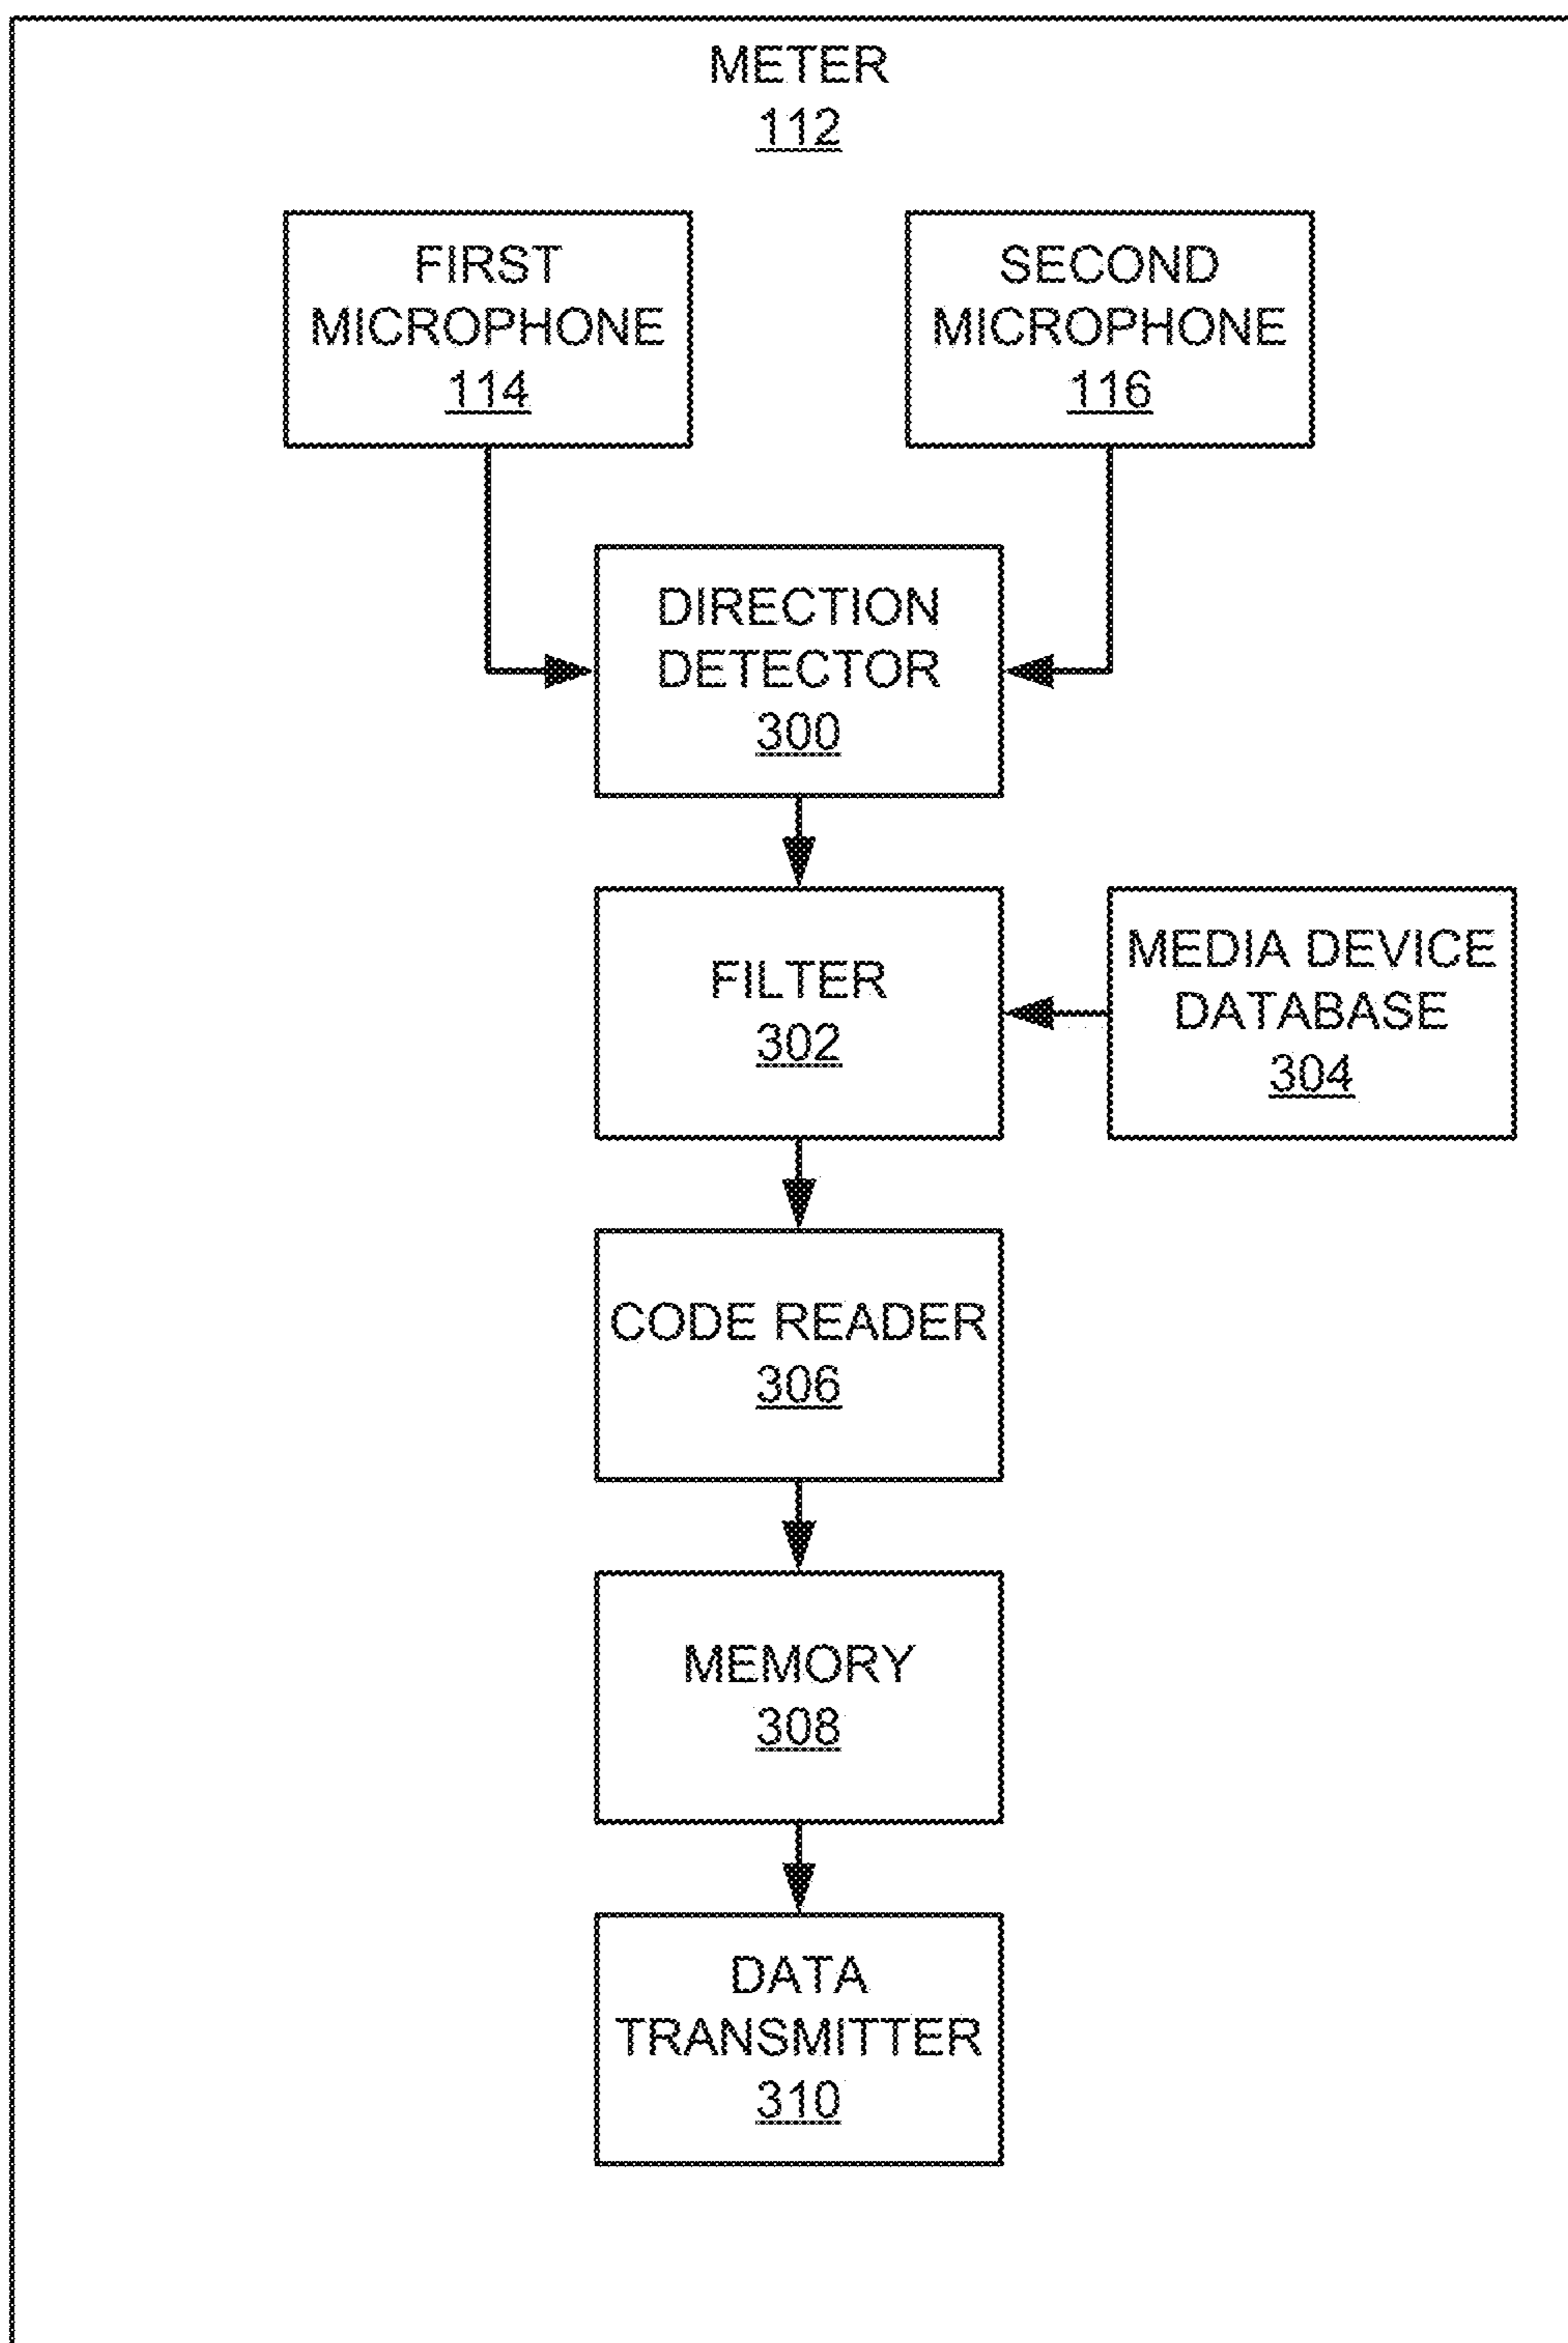 METER
112
FIRST
MICROPHONE
114
SECOND
MICROPHONE
116
DIRECTION
DETECTOR
300
FILTER
302
MEDIA DEVICE
DATABASE
304
CODE READER
306
MEMORY
308
DATA
TRANSMITTER
310